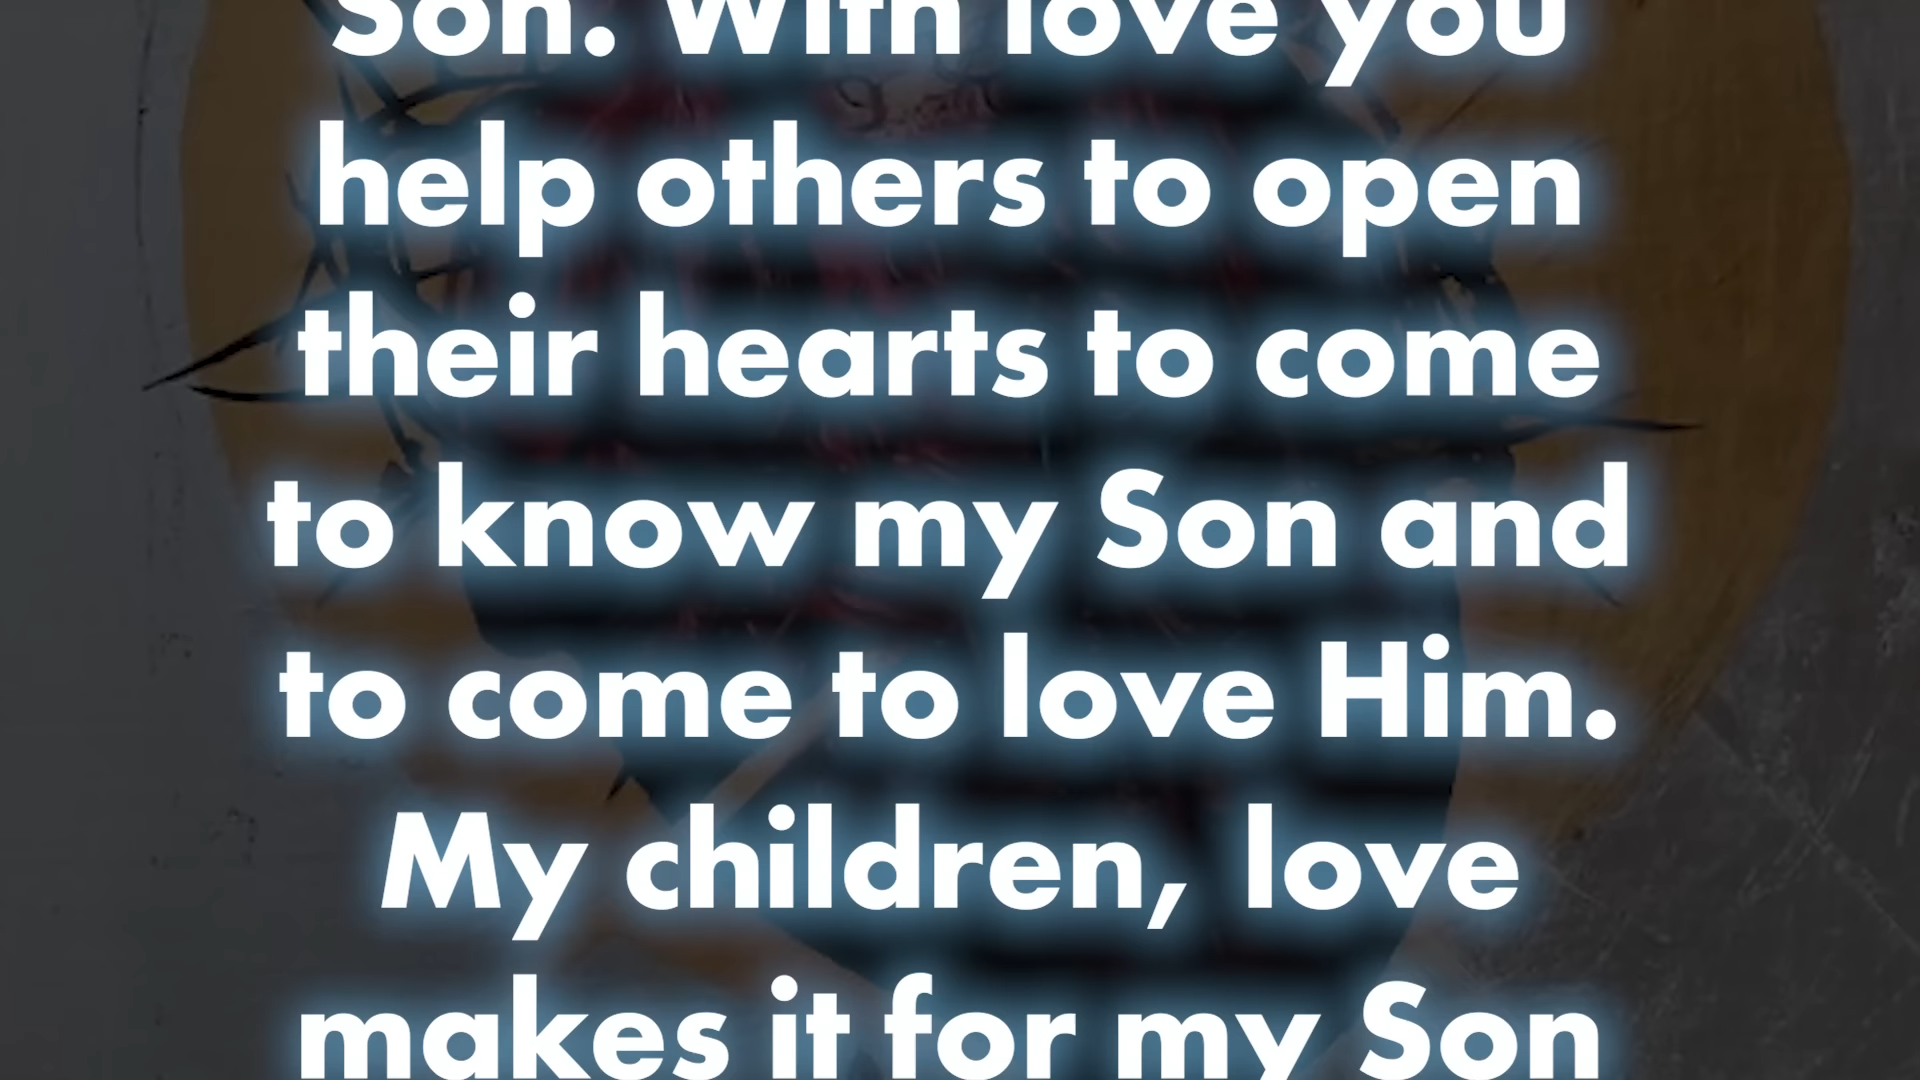 Son. With love you
help others to open
their hearts to come
to know my Son and
to come to love Him.
My children, love
makes it for my Son